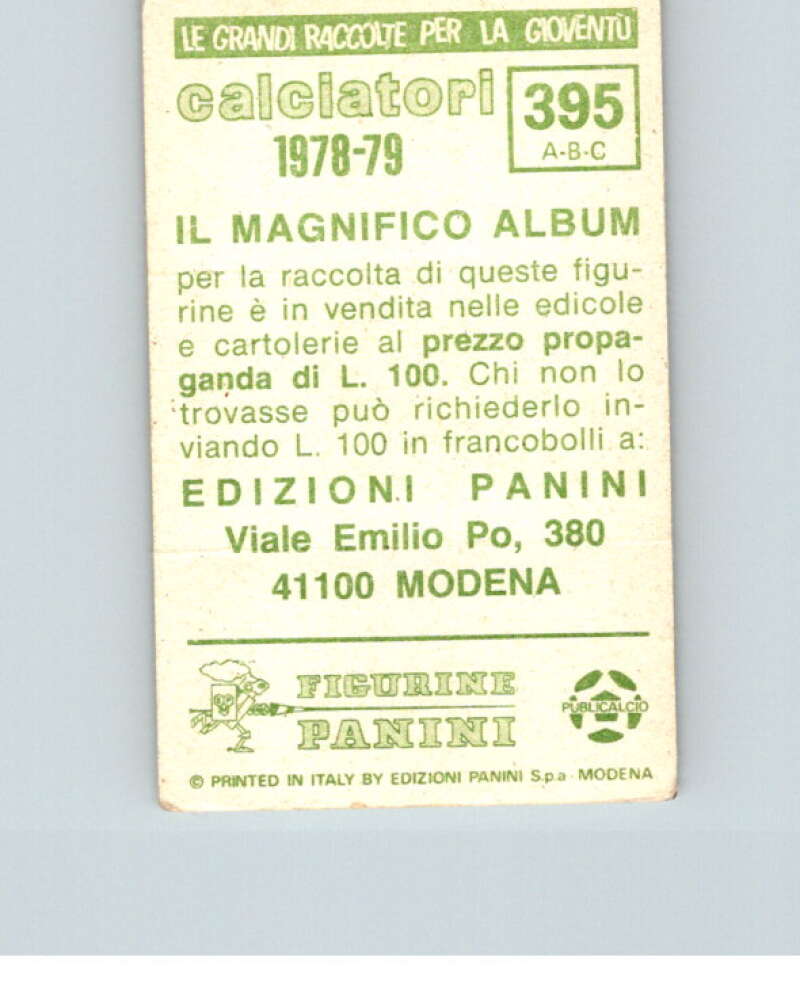 LE GRANDI RACCOLTE PER LA GIOVENTÙ
calciatori
1978-79
395
A-B-C
IL MAGNIFICO ALBUM
per la raccolta di queste figu-
rine è in vendita nelle edicole
e cartolerie al prezzo propa-
ganda di L. 100. Chi non lo
trovasse può richiederlo in-
viando L. 100 in francobolli a:
EDIZIONI PANINI
Viale Emilio Po, 380
41100 MODENA
FIGURINE
PANINI
PUBLICALCIO
© PRINTED IN ITALY BY EDIZIONI PANINI S.p.a - MODENA